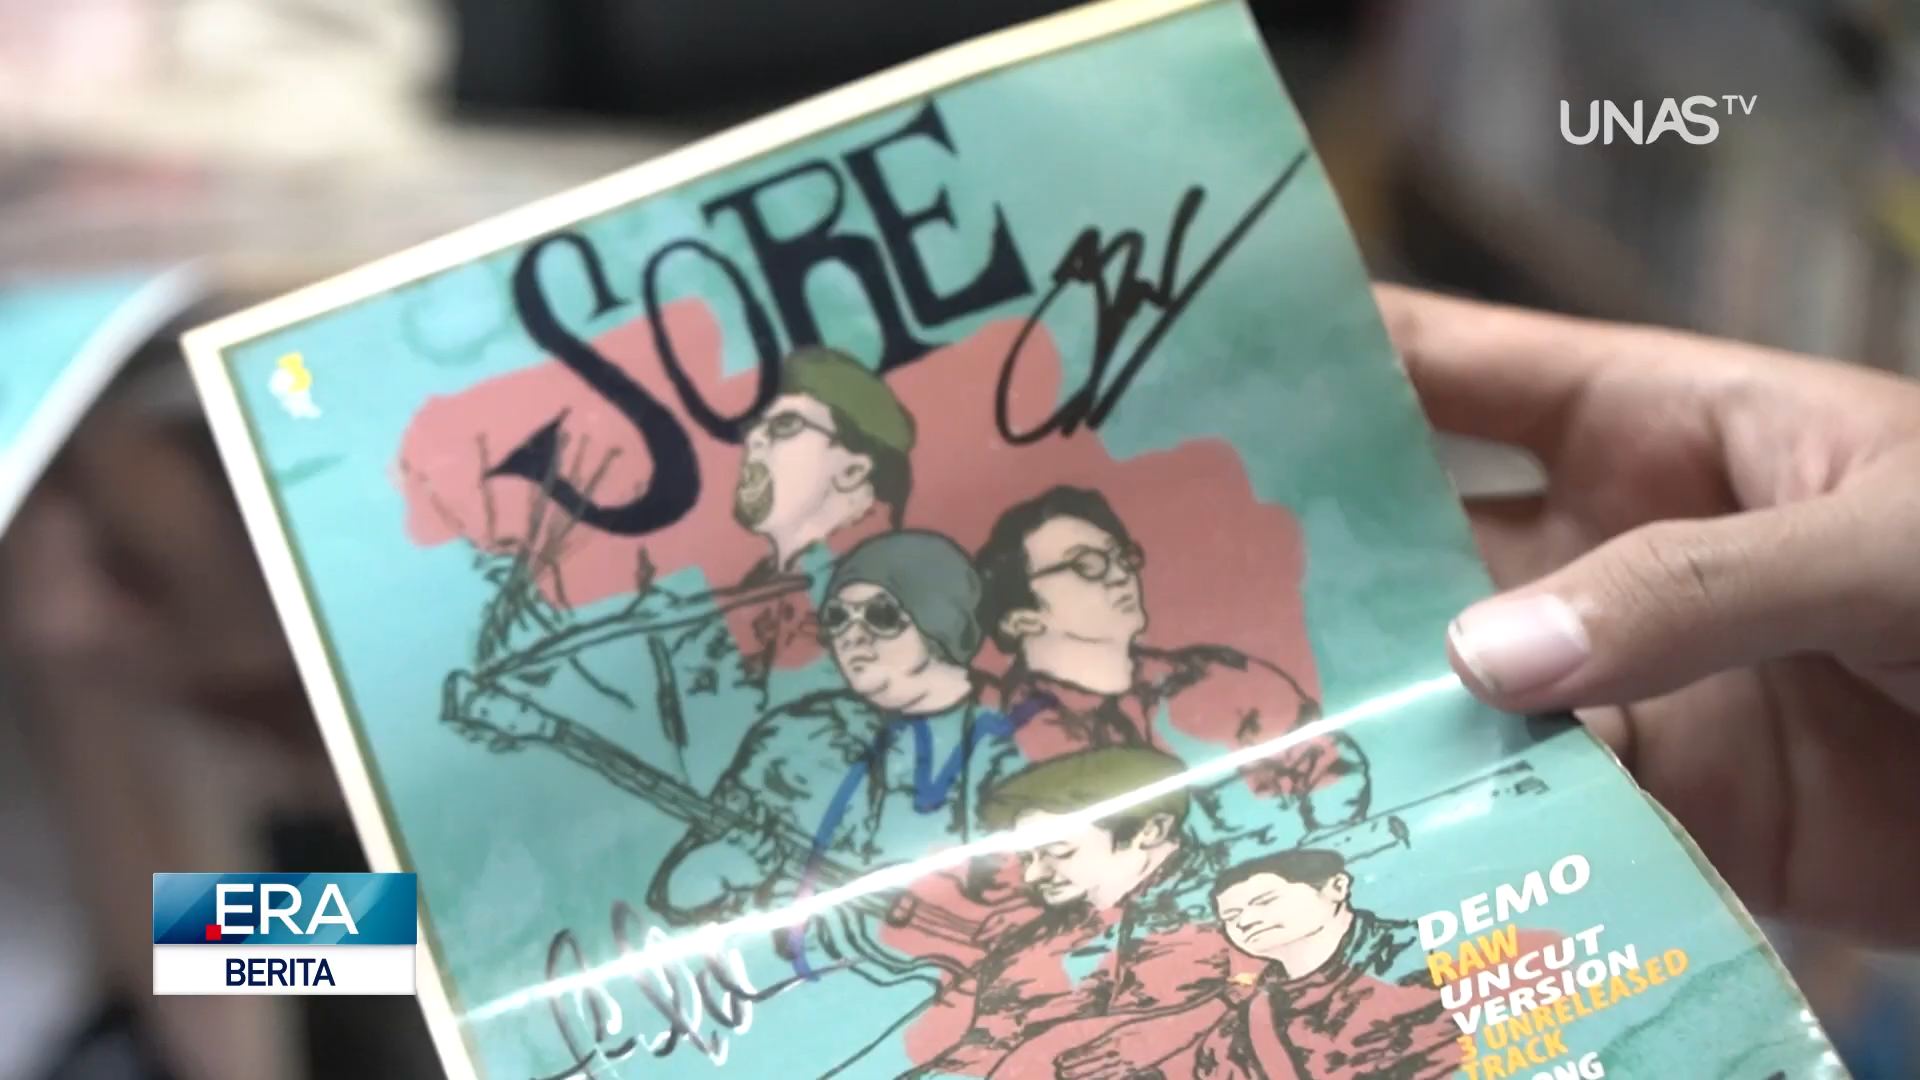 UNAS TV
SORE
DEMO
RAW
UNCUT
VERSION
3 UNRELEASED
TRACK
.ERA
BERITA